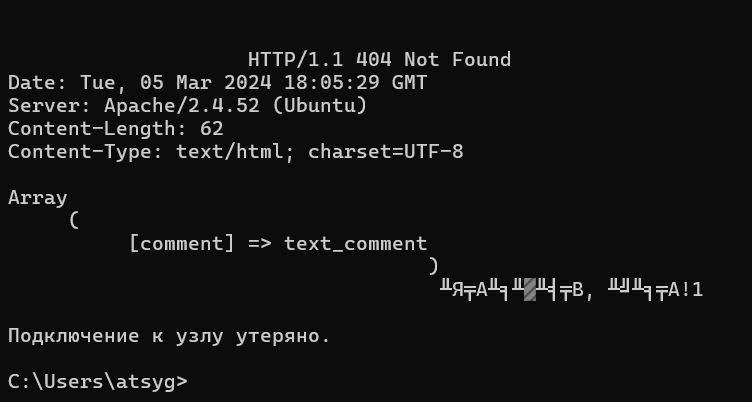 HTTP/1.1 404 Not Found
Date: Tue, 05 Mar 2024 18:05:29 GMT
Server: Apache/2.4.52 (Ubuntu)
Content-Length: 62
Content-Type: text/html; charset=UTF-8
Array
(
[comment] => text_comment
)
╨Я╤А╨╕╨▓╨╡╤В, ╨╝╨╕╤А!1
Подключение к узлу утеряно.
C:\Users\atsyg>